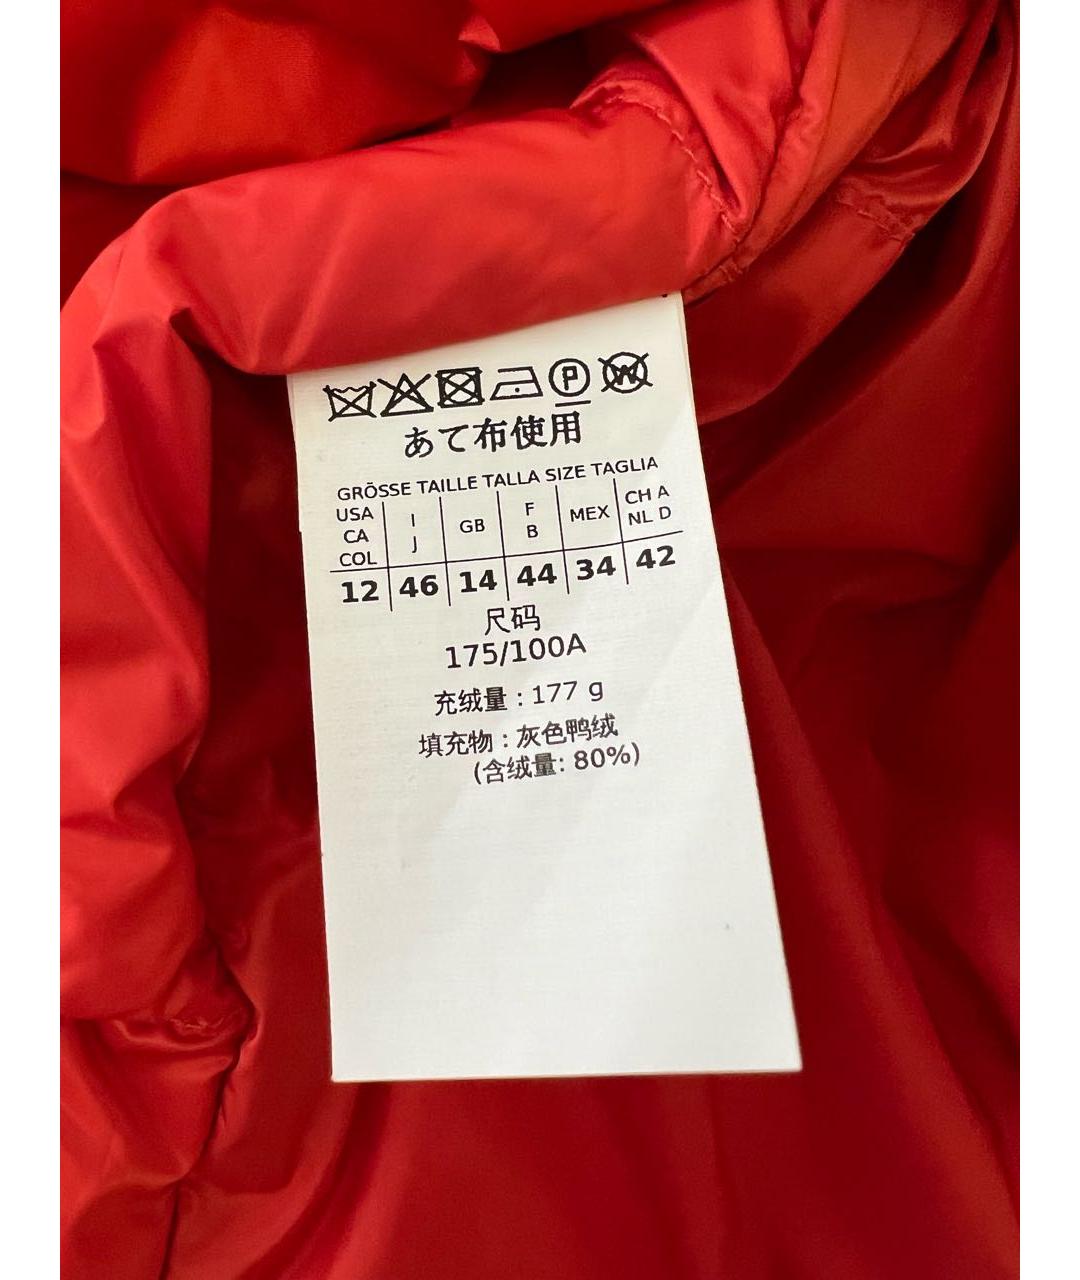 P W
あて布使用
GRÖSSE TAILLE TALLA SIZE TAGLIA
USA CA COL I J GB F B MEX CH A NL D
12 46 14 44 34 42
尺码
175/100A
充绒量 : 177 g
填充物 : 灰色鸭绒
(含绒量: 80%)